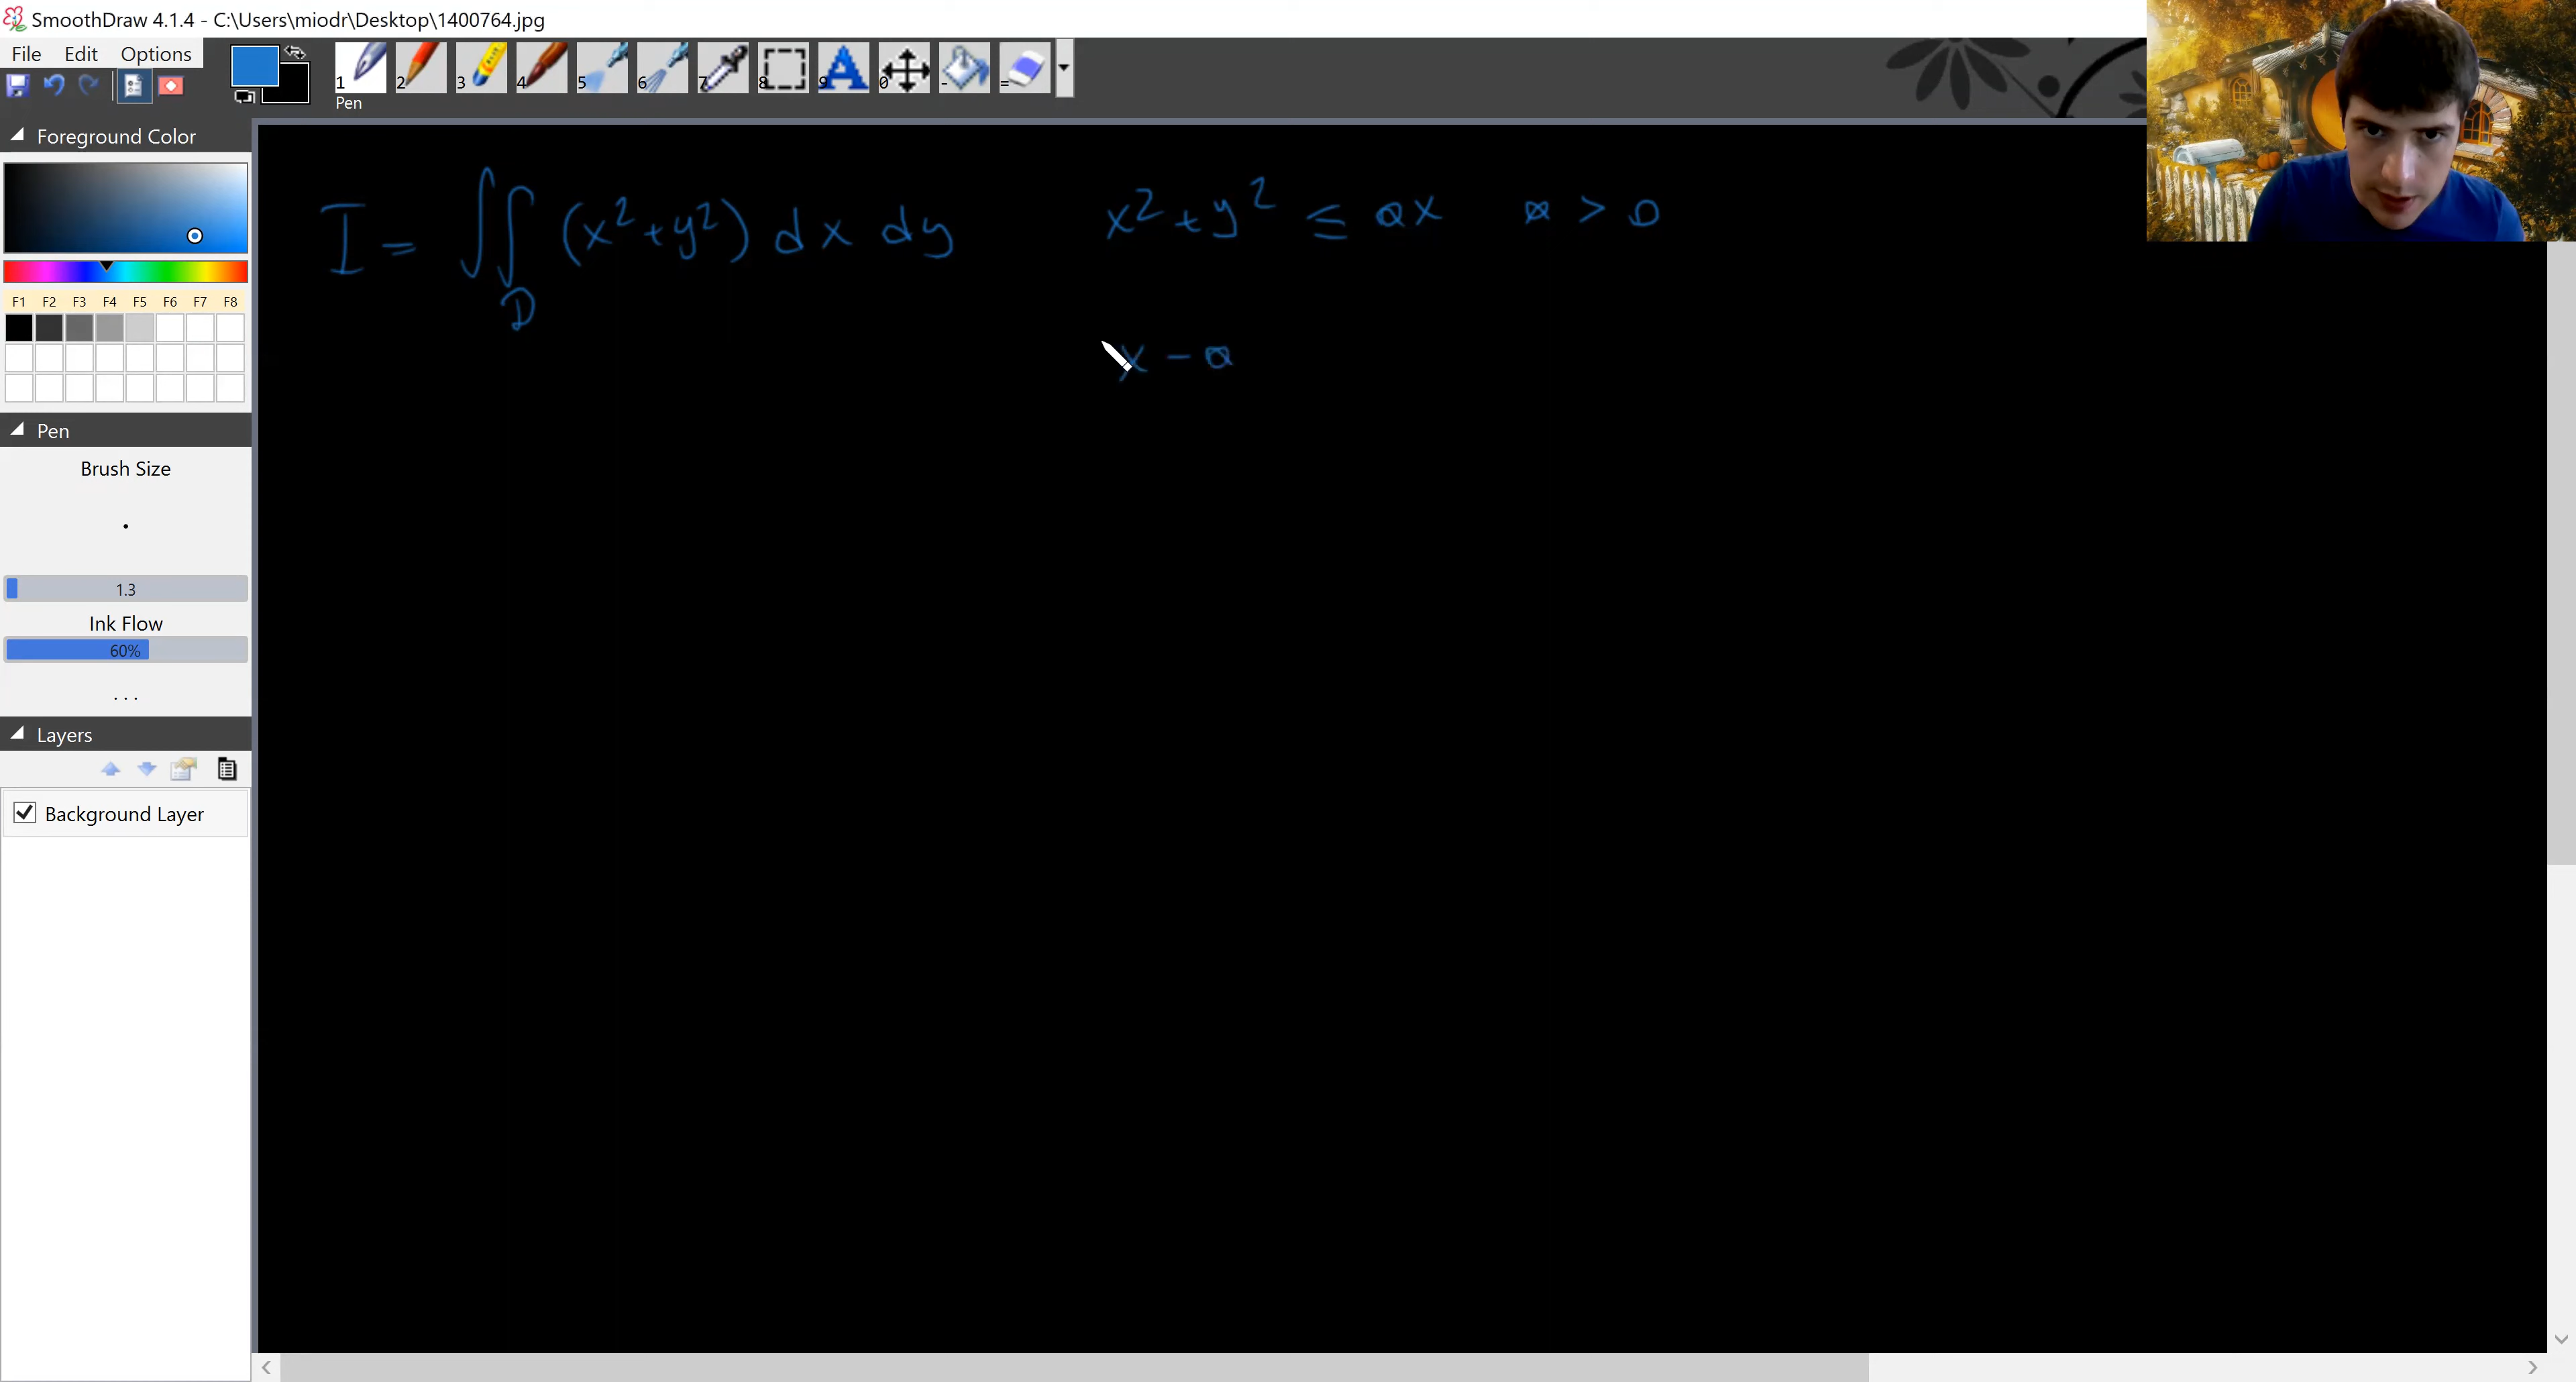 SmoothDraw 4.1.4 - C:\Users\miodr\Desktop\1400764.jpg
File Edit Options
1 2 3 4 5 6 7 8 9 0 - =
Pen
Foreground Color
F1 F2 F3 F4 F5 F6 F7 F8
Pen
Brush Size
1.3
Ink Flow
60%
...
Layers
Background Layer
I = ∬_D (x²+y²) dx dy x²+y² ≤ ax a > 0
x - a